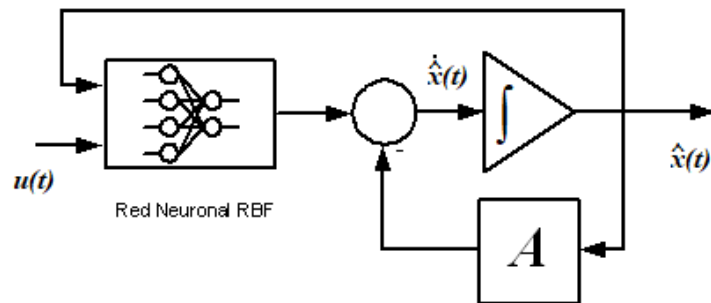 u(t)
Red Neuronal RBF
-
ẋ̂(t)
∫
x̂(t)
A